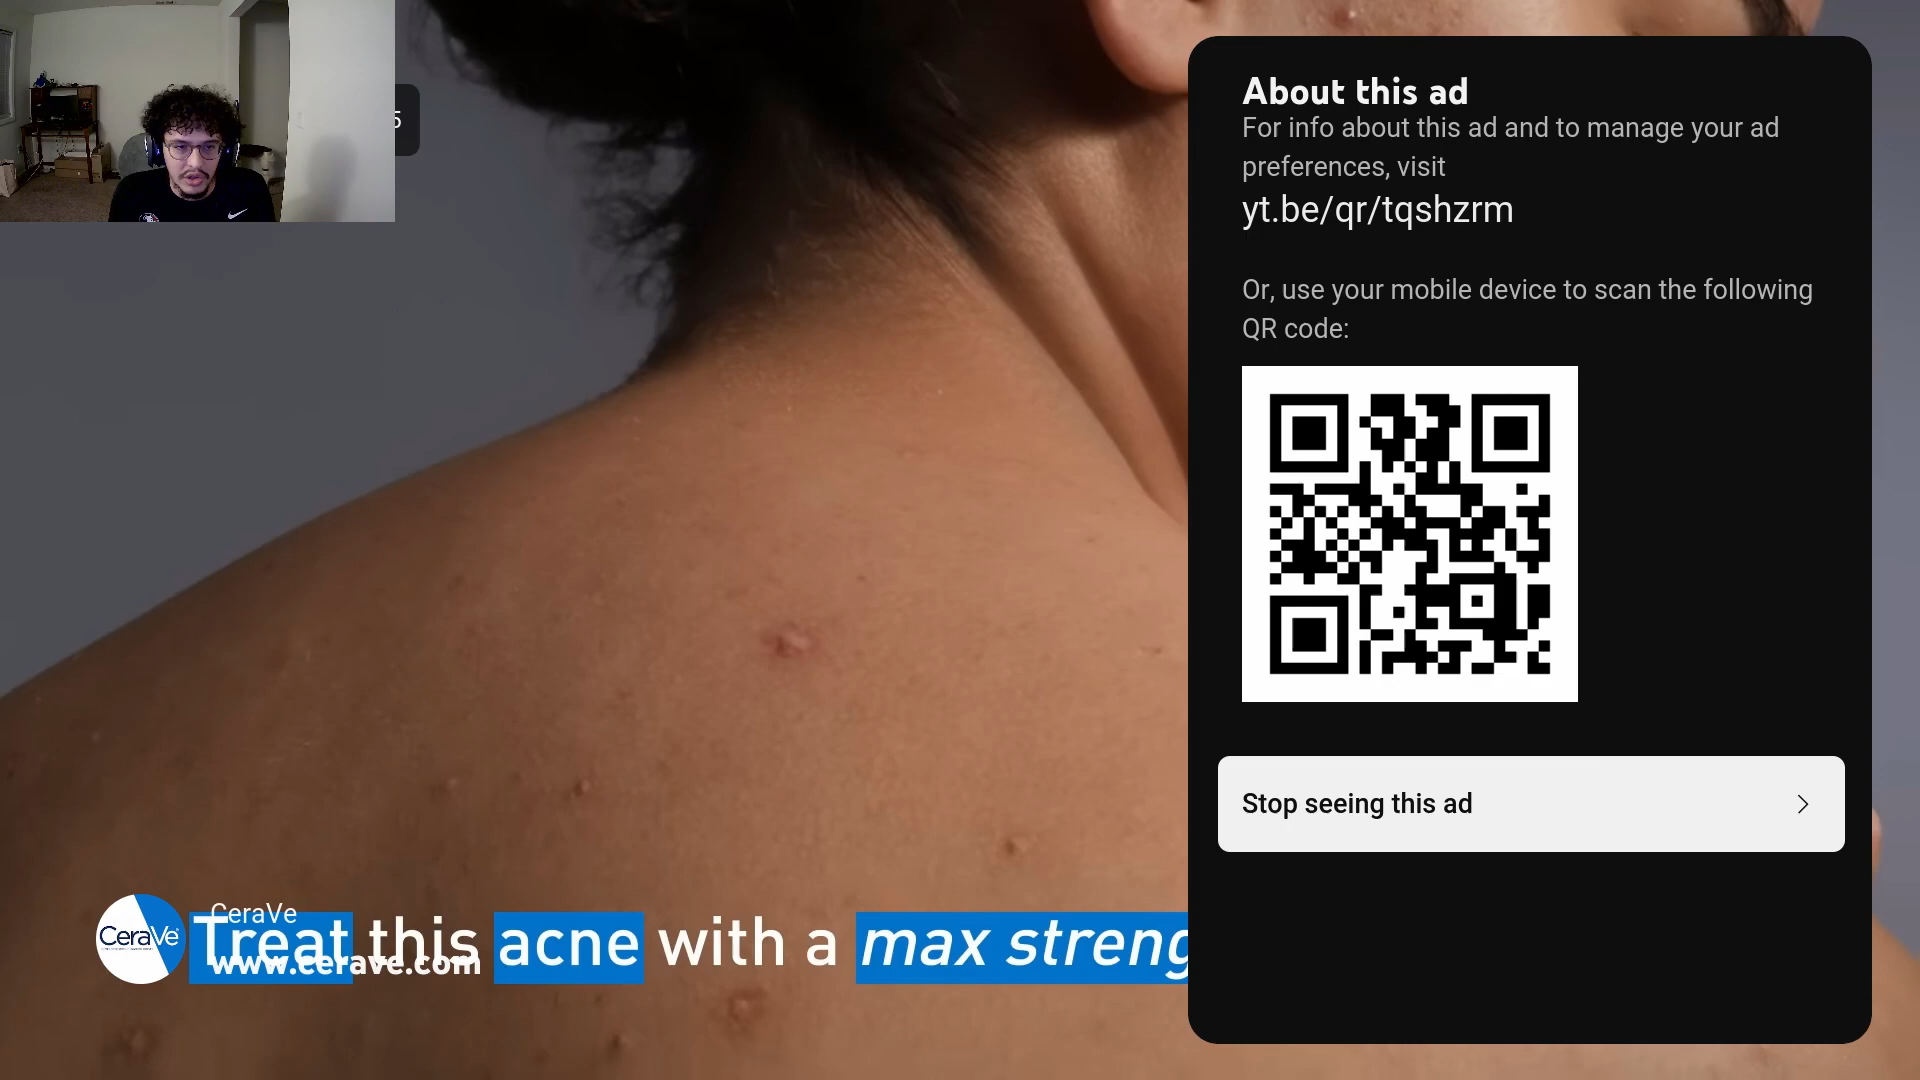 5
About this ad
For info about this ad and to manage your ad
preferences, visit
yt.be/qr/tqshzrm
Or, use your mobile device to scan the following
QR code:
Stop seeing this ad
CeraVe
CeraVe
Treat this acne with a max streng
www.cerave.com